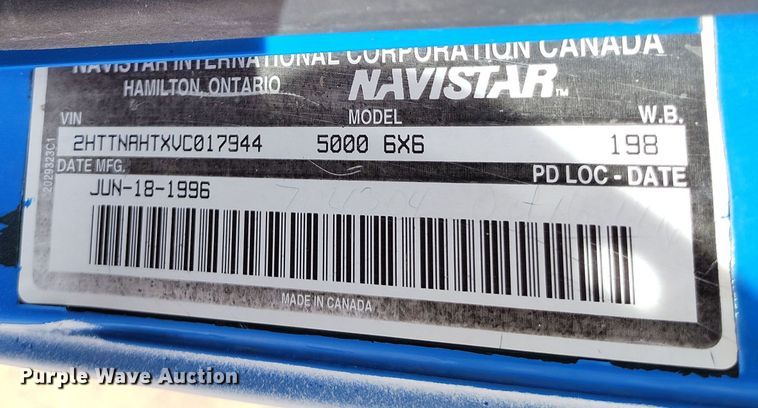 NAVISTAR INTERNATIONAL CORPORATION CANADA
HAMILTON, ONTARIO NAVISTAR™
VIN MODEL W.B.
2HTTNAHTXVC017944 5000 6X6 198
DATE MFG. PD LOC - DATE
JUN-18-1996
2029323C1
MADE IN CANADA
Purple Wave Auction